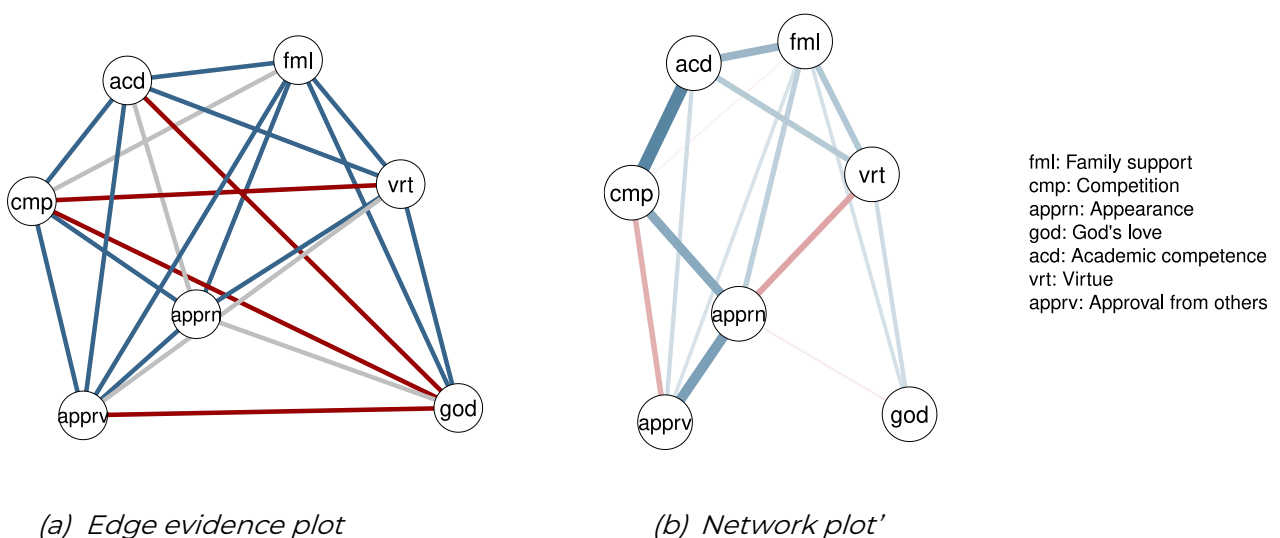 fml
acd
vrt
cmp
apprn
apprv
god
(a) Edge evidence plot
fml
acd
vrt
cmp
apprn
apprv
god
(b) Network plot’
fml: Family support
cmp: Competition
apprn: Appearance
god: God's love
acd: Academic competence
vrt: Virtue
apprv: Approval from others